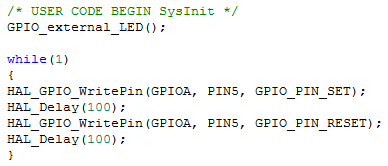 /* USER CODE BEGIN SysInit */
GPIO_external_LED();
while(1)
{
HAL_GPIO_WritePin(GPIOA, PIN5, GPIO_PIN_SET);
HAL_Delay(100);
HAL_GPIO_WritePin(GPIOA, PIN5, GPIO_PIN_RESET);
HAL_Delay(100);
}